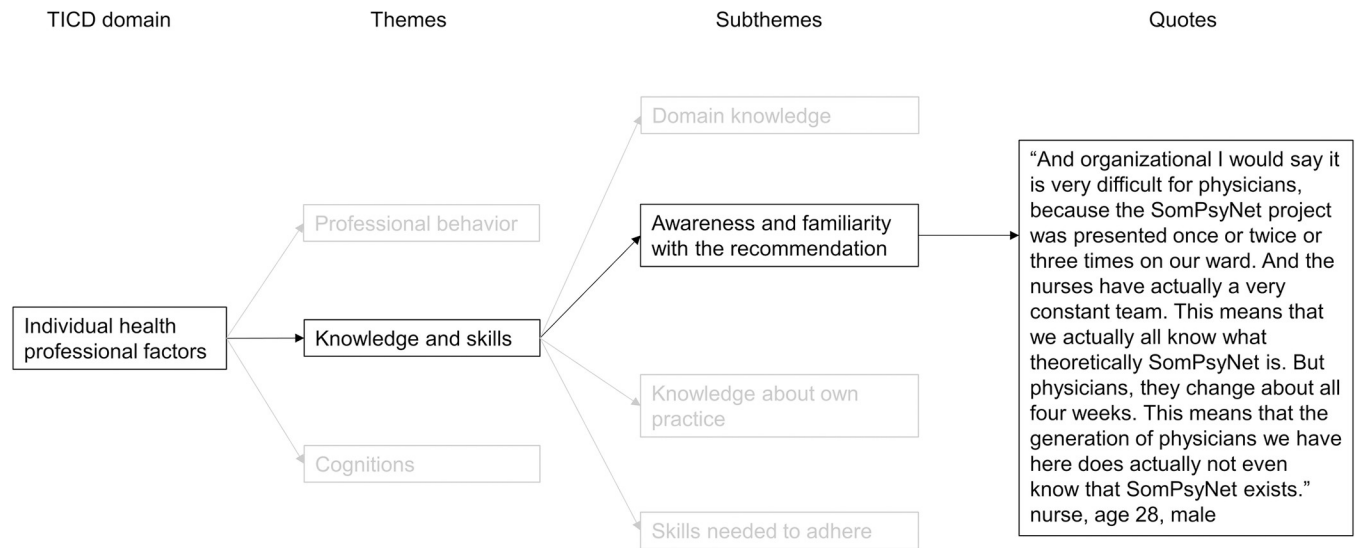 TICD domain
Themes
Subthemes
Quotes
Individual health
professional factors
Professional behavior
Knowledge and skills
Cognitions
Domain knowledge
Awareness and familiarity
with the recommendation
Knowledge about own
practice
Skills needed to adhere
“And organizational I would say it
is very difficult for physicians,
because the SomPsyNet project
was presented once or twice or
three times on our ward. And the
nurses have actually a very
constant team. This means that
we actually all know what
theoretically SomPsyNet is. But
physicians, they change about all
four weeks. This means that the
generation of physicians we have
here does actually not even
know that SomPsyNet exists.”
nurse, age 28, male